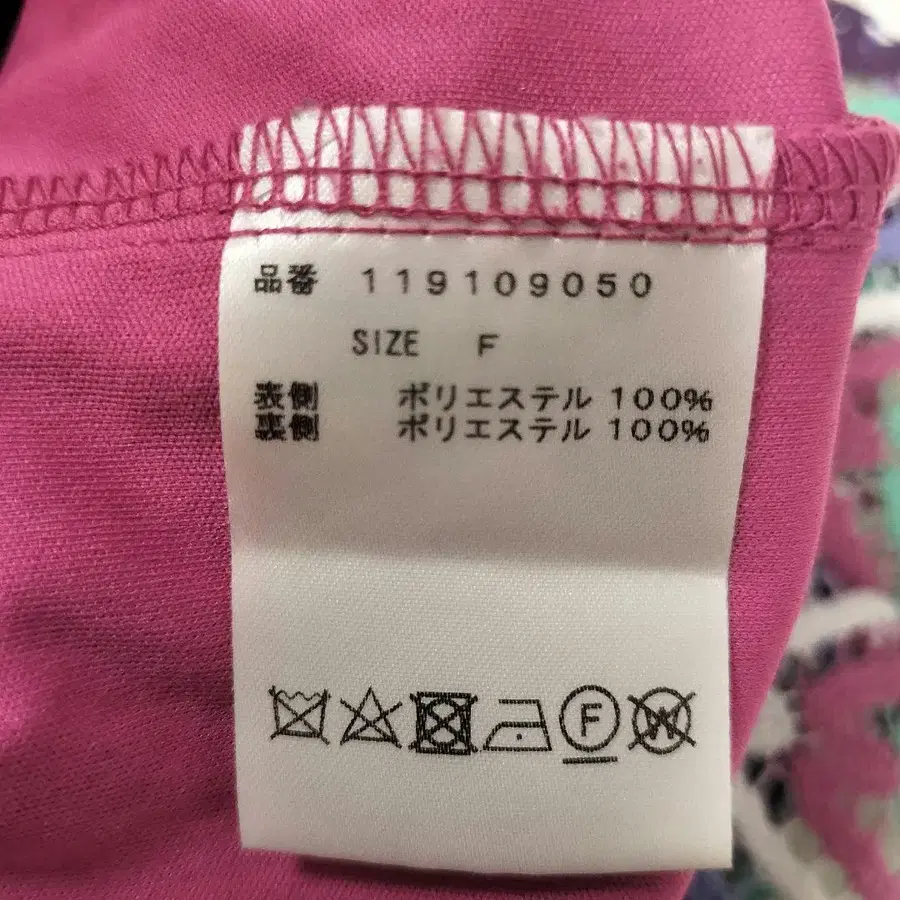 品番 119109050
SIZE F
表側 ポリエステル 100%
裏側 ポリエステル 100%
F W